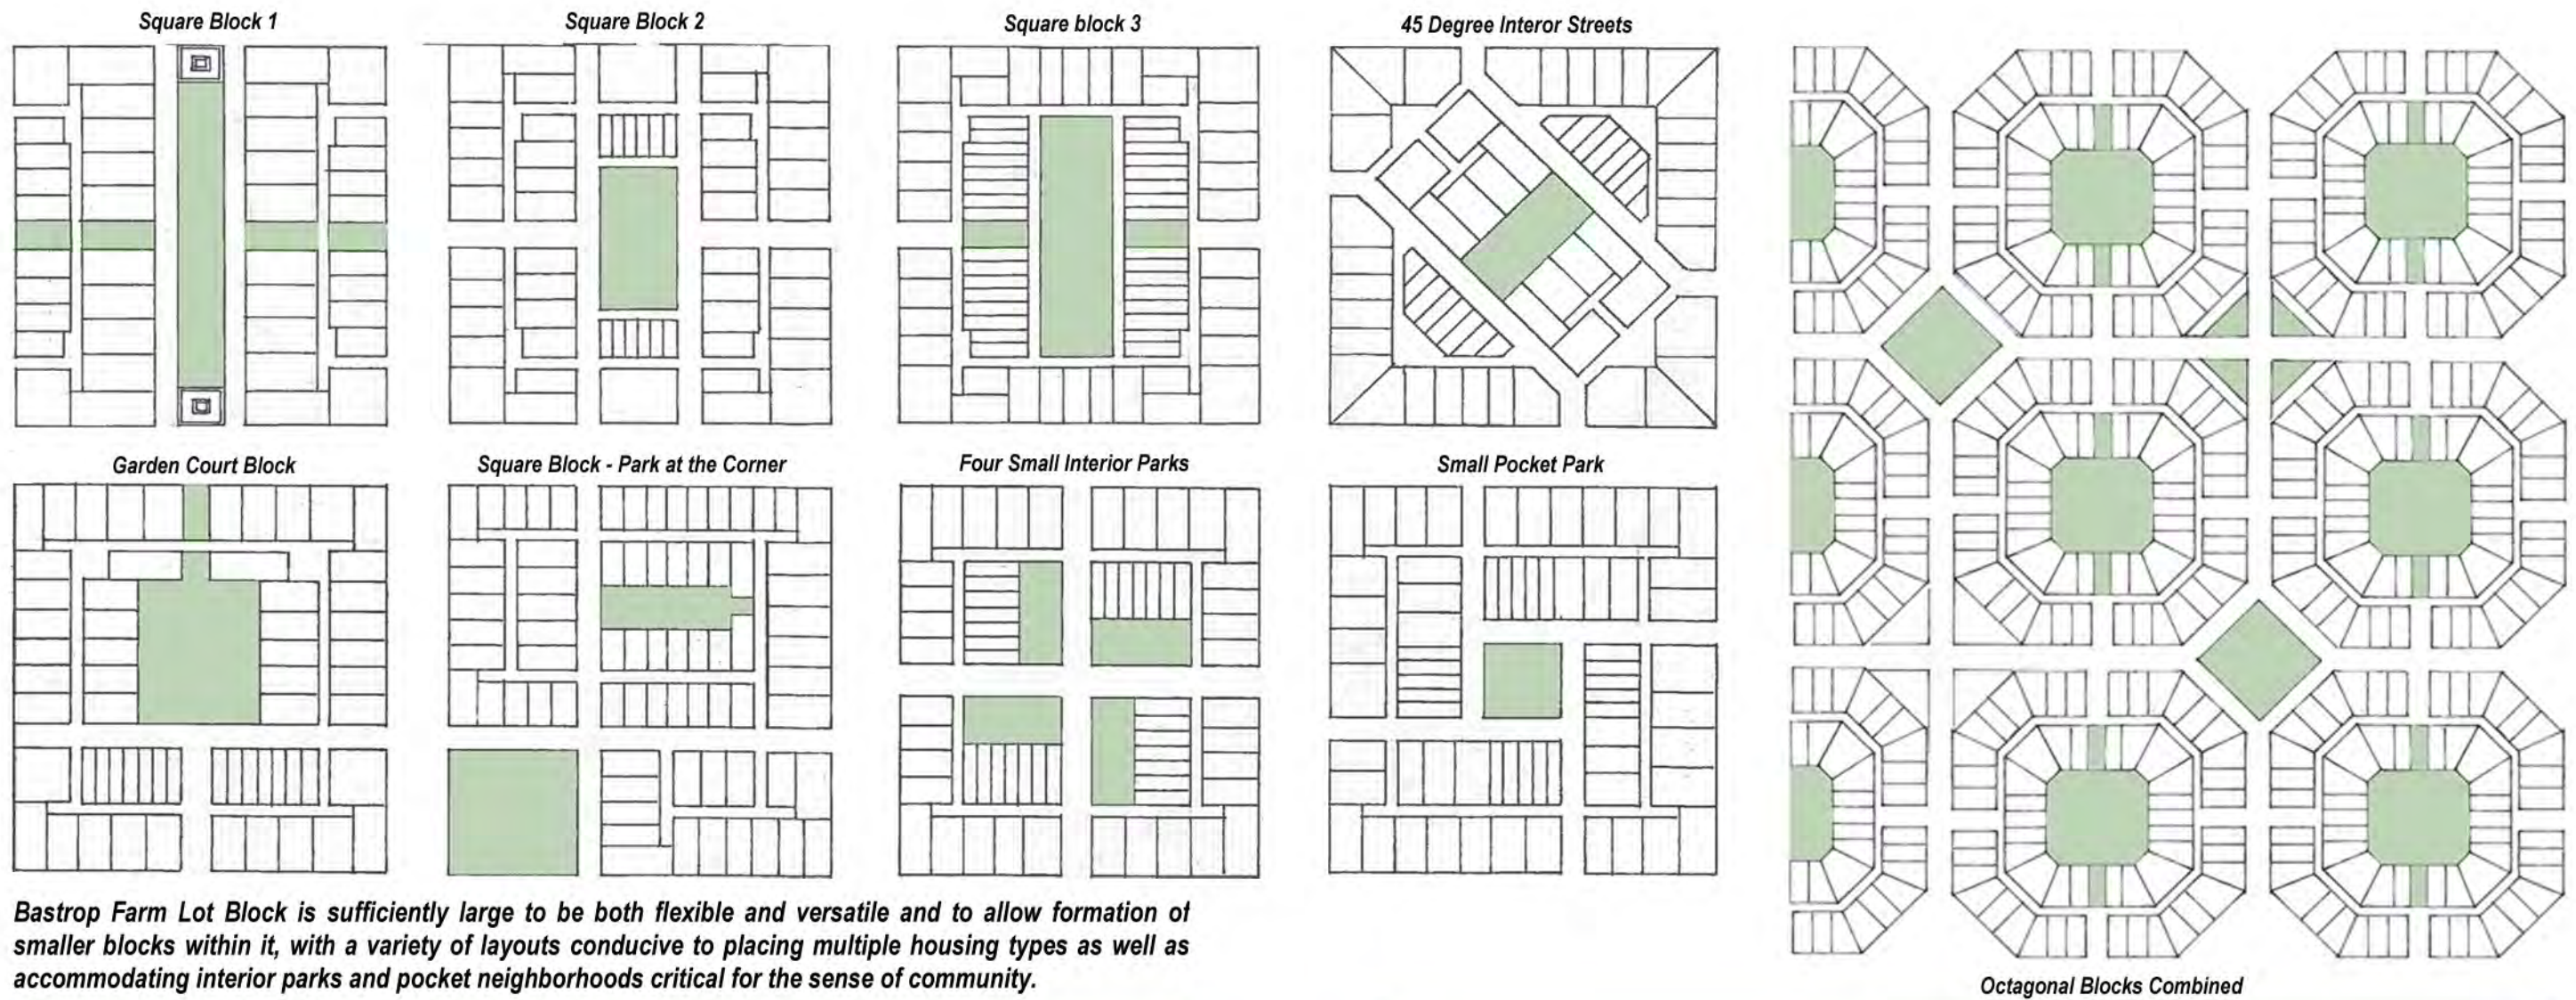 Square Block 1
Square Block 2
Square block 3
45 Degree Interor Streets
Garden Court Block
Square Block - Park at the Corner
Four Small Interior Parks
Small Pocket Park
Bastrop Farm Lot Block is sufficiently large to be both flexible and versatile and to allow formation of
smaller blocks within it, with a variety of layouts conducive to placing multiple housing types as well as
accommodating interior parks and pocket neighborhoods critical for the sense of community.
Octagonal Blocks Combined